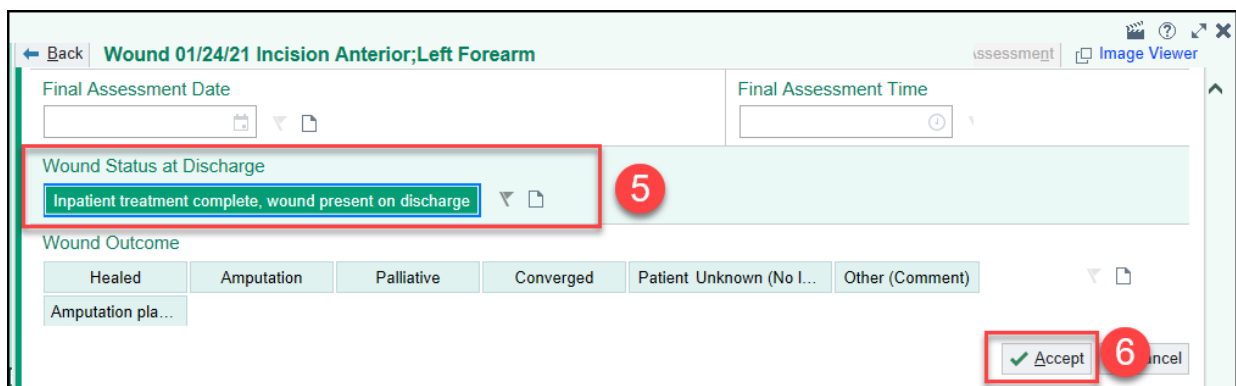 Back Wound 01/24/21 Incision Anterior;Left Forearm Image Viewer
Final Assessment Date Final Assessment Time
Wound Status at Discharge
Inpatient treatment complete, wound present on discharge 5
Wound Outcome
Healed Amputation Palliative Converged Patient Unknown (No I... Other (Comment)
Amputation pla...
Accept 6